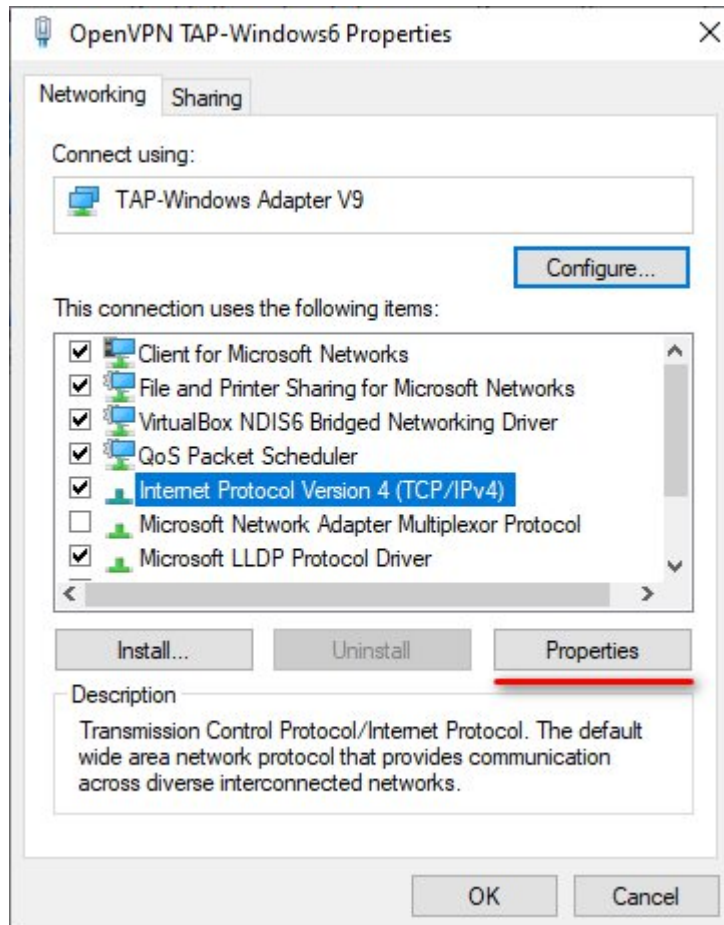 OpenVPN TAP-Windows6 Properties
Networking
Sharing
Connect using:
TAP-Windows Adapter V9
Configure...
This connection uses the following items:
Client for Microsoft Networks
File and Printer Sharing for Microsoft Networks
VirtualBox NDIS6 Bridged Networking Driver
QoS Packet Scheduler
Internet Protocol Version 4 (TCP/IPv4)
Microsoft Network Adapter Multiplexor Protocol
Microsoft LLDP Protocol Driver
Install...
Uninstall
Properties
Description
Transmission Control Protocol/Internet Protocol. The default
wide area network protocol that provides communication
across diverse interconnected networks.
OK
Cancel